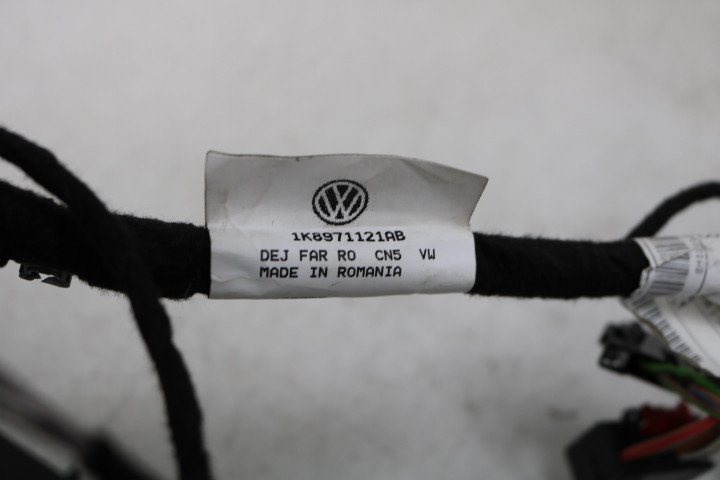 1K8971121AB
DEJ FAR RO CN5 VW
MADE IN ROMANIA